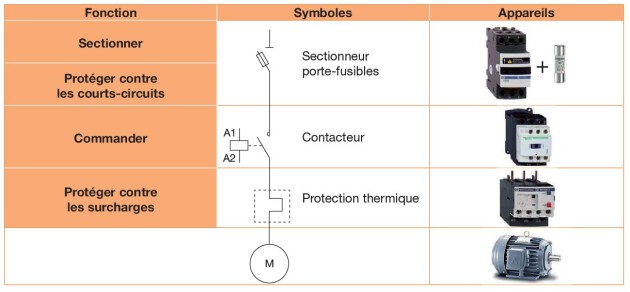 Fonction
Symboles
Appareils
Sectionner
Protéger contre
les courts-circuits
Sectionneur
porte-fusibles
+
Commander
A1
A2
Contacteur
Protéger contre
les surcharges
Protection thermique
M